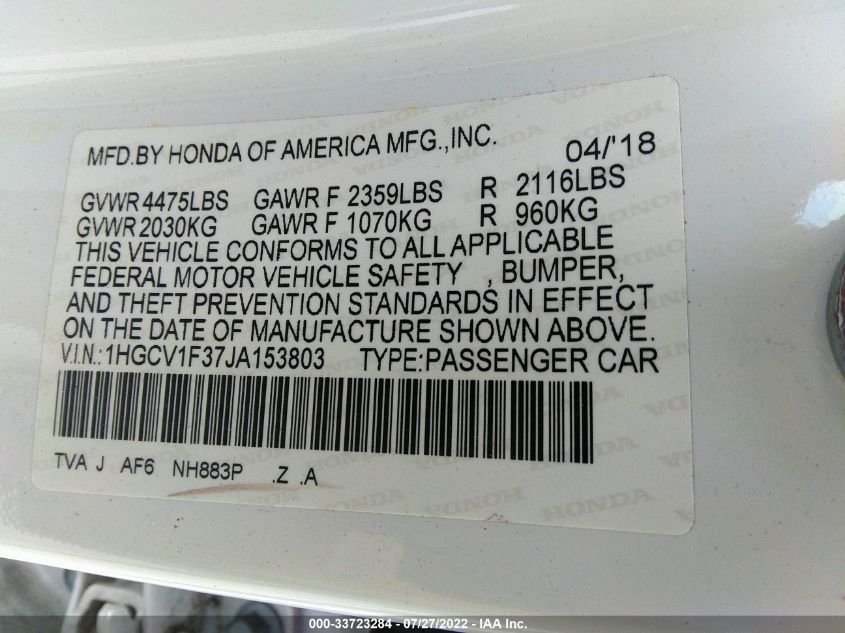 MFD.BY HONDA OF AMERICA MFG.,INC. 04/'18
GVWR 4475LBS GAWR F 2359LBS R 2116LBS
GVWR 2030KG GAWR F 1070KG R 960KG
THIS VEHICLE CONFORMS TO ALL APPLICABLE
FEDERAL MOTOR VEHICLE SAFETY , BUMPER,
AND THEFT PREVENTION STANDARDS IN EFFECT
ON THE DATE OF MANUFACTURE SHOWN ABOVE.
V.I.N.:1HGCV1F37JA153803 TYPE:PASSENGER CAR
TVA J AF6 NH883P .Z .A
HONDA HONDA HONDA
000-33723284 - 07/27/2022 - IAA Inc.